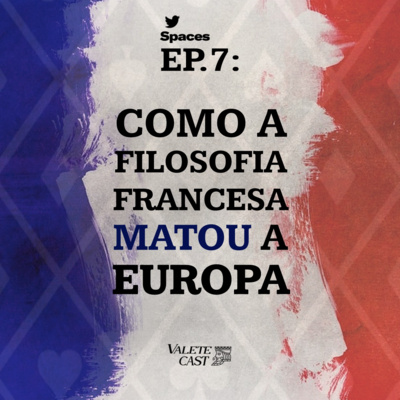 Spaces
EP. 7:
COMO A
FILOSOFIA
FRANCESA
MATOU A
EUROPA
VALETE
CAST